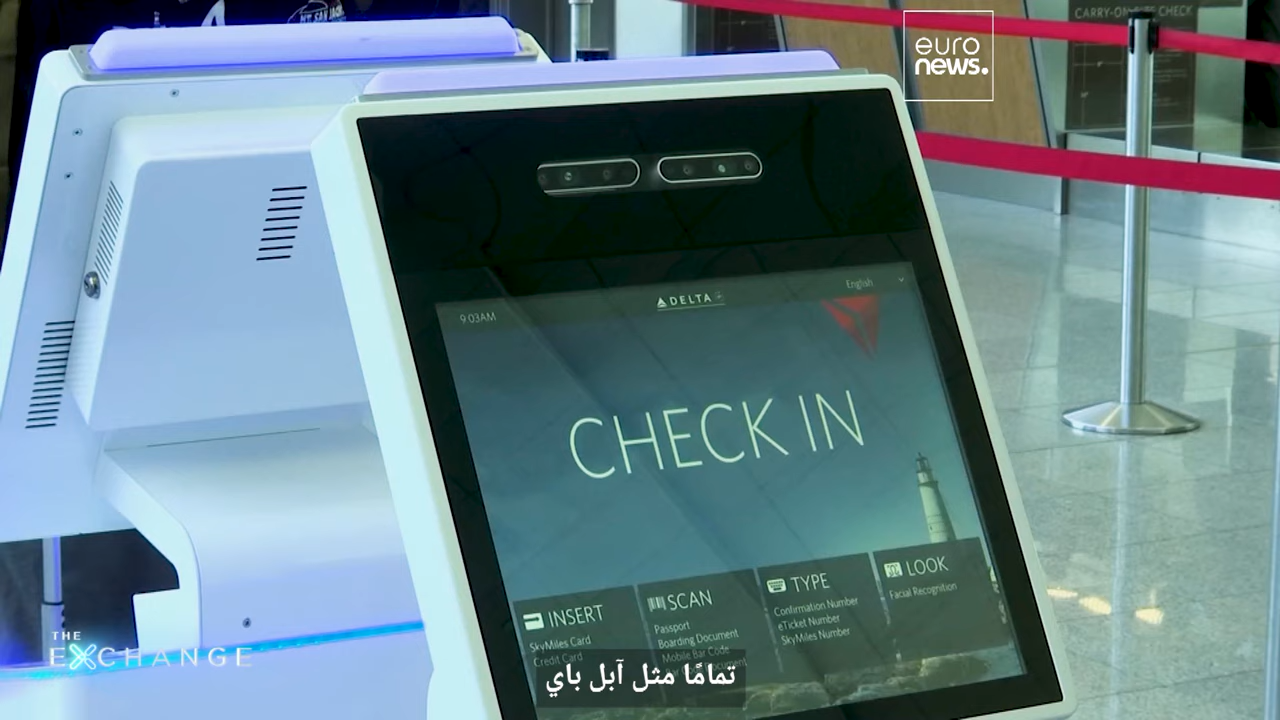 CARRY-ON SIZE CHECK
euro
news.
9:03AM
DELTA
English
CHECK IN
INSERT
SkyMiles Card
Credit Card
SCAN
Passport
Boarding Document
Mobile Bar Code
TYPE
Confirmation Number
eTicket Number
SkyMiles Number
LOOK
Facial Recognition
THE
EXCHANGE
تمامًا مثل آبل باي